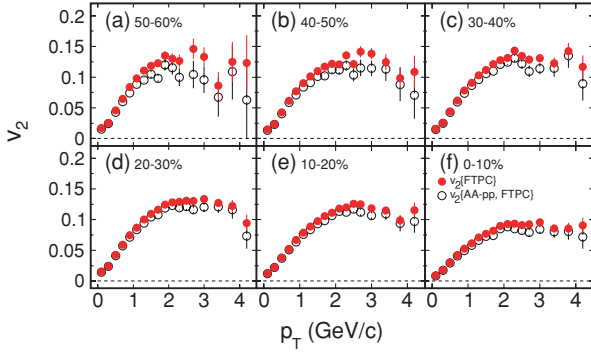 (a) 50-60% (b) 40-50% (c) 30-40%
0.2
0.15
0.1
0.05
0
v2
(d) 20-30% (e) 10-20% (f) 0-10%
v2{FTPC}
v2{AA-pp, FTPC}
0.2
0.15
0.1
0.05
0
0 1 2 3 4 0 1 2 3 4 0 1 2 3 4
pT (GeV/c)